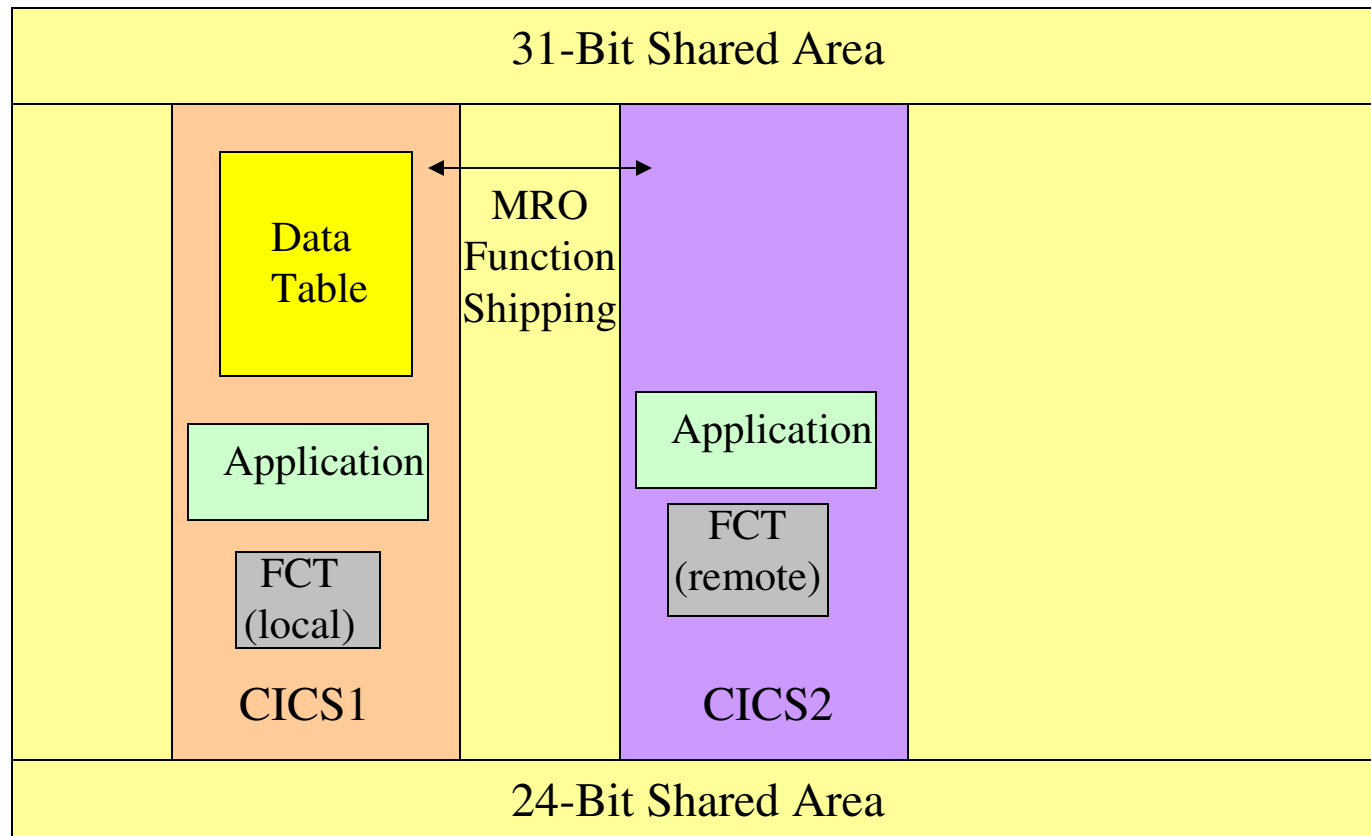 31-Bit Shared Area
Data
Table
MRO
Function
Shipping
Application
FCT
(local)
CICS1
Application
FCT
(remote)
CICS2
24-Bit Shared Area